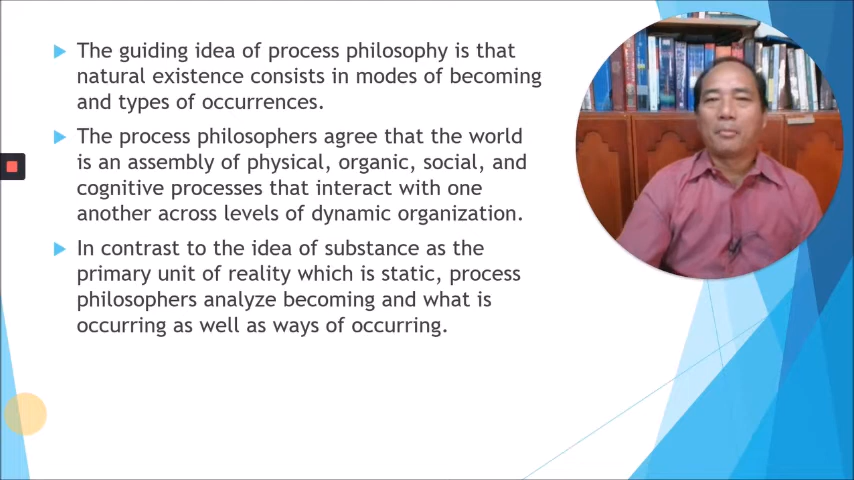 The guiding idea of process philosophy is that
natural existence consists in modes of becoming
and types of occurrences.
The process philosophers agree that the world
is an assembly of physical, organic, social, and
cognitive processes that interact with one
another across levels of dynamic organization.
In contrast to the idea of substance as the
primary unit of reality which is static, process
philosophers analyze becoming and what is
occurring as well as ways of occurring.